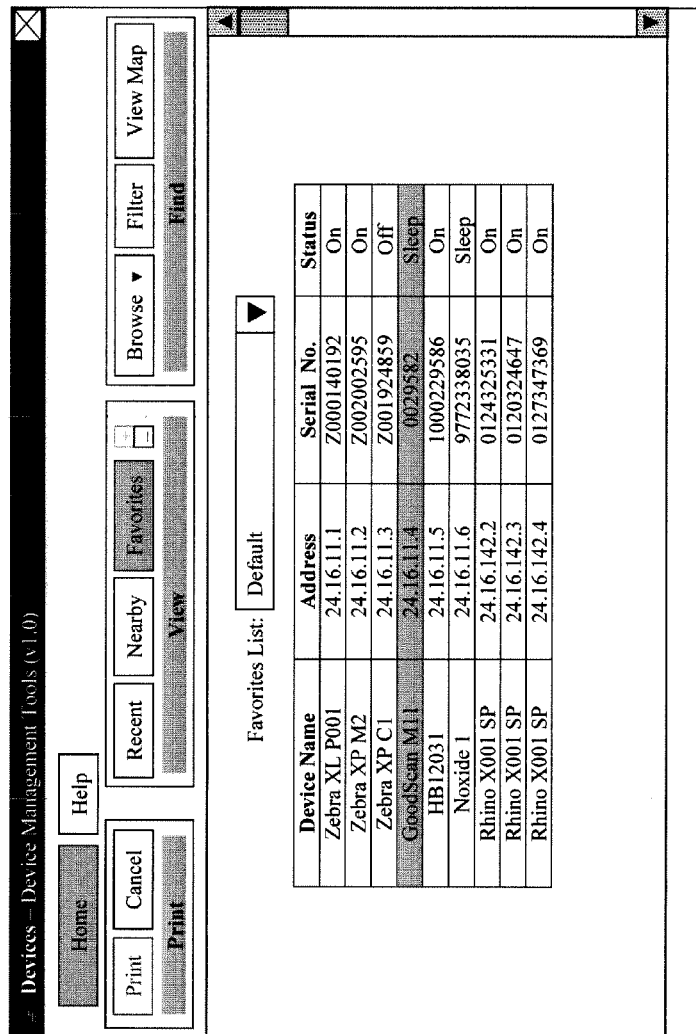 Devices – Device Management Tools (v1.0)
Home Help
Print Cancel
Print
Recent Nearby Favorites + −
View
Browse ▼ Filter View Map
Find
Favorites List: Default ▼
Device Name Address Serial No. Status
Zebra XL P001 24.16.11.1 Z000140192 On
Zebra XP M2 24.16.11.2 Z002002595 On
Zebra XP C1 24.16.11.3 Z001924859 Off
GoodScan M11 24.16.11.4 0029582 Sleep
HB12031 24.16.11.5 1000229586 On
Noxide 1 24.16.11.6 9772338035 Sleep
Rhino X001 SP 24.16.142.2 0124325331 On
Rhino X001 SP 24.16.142.3 0120324647 On
Rhino X001 SP 24.16.142.4 0127347369 On